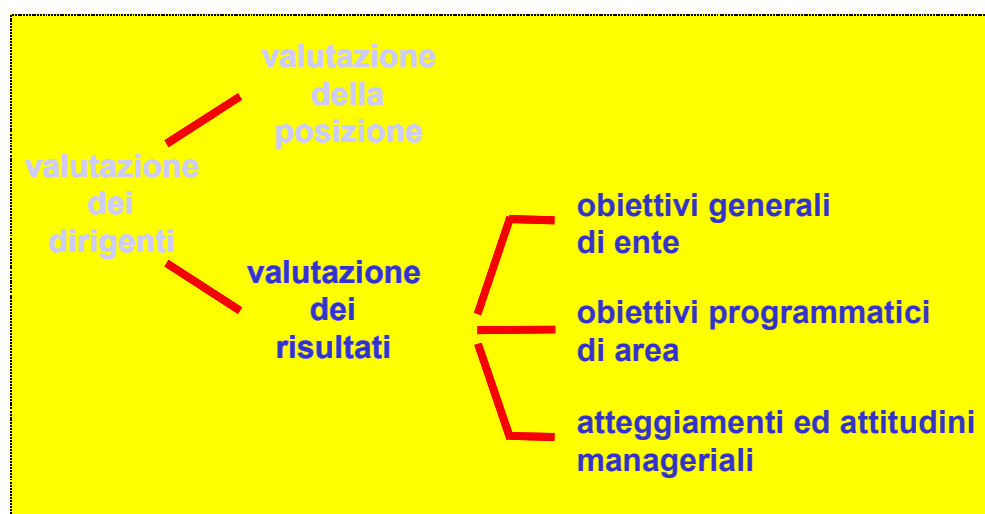 valutazione
della
posizione
valutazione
dei
dirigenti
valutazione
dei
risultati
obiettivi generali
di ente
obiettivi programmatici
di area
atteggiamenti ed attitudini
manageriali